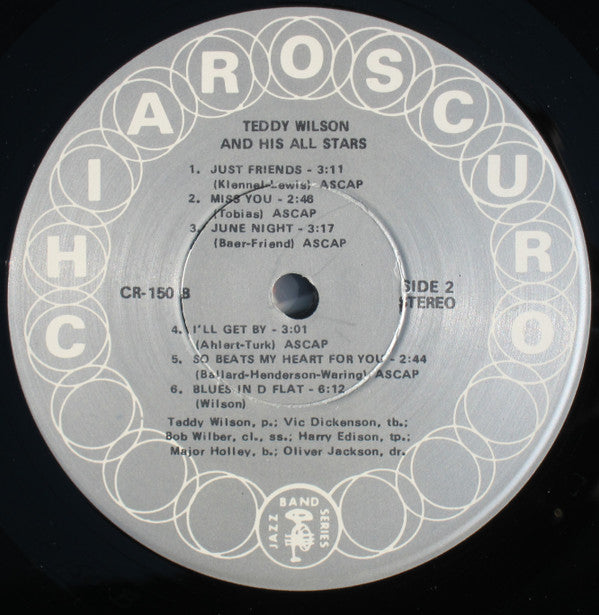 CHIAROSCURO
TEDDY WILSON
AND HIS ALL STARS
1. JUST FRIENDS - 3:11
(Klennel-Lewis) ASCAP
2. MISS YOU - 2:46
(Tobias) ASCAP
3. JUNE NIGHT - 3:17
(Baer-Friend) ASCAP
CR-150 B
SIDE 2
STEREO
4. I'LL GET BY - 3:01
(Ahlert-Turk) ASCAP
5. SO BEATS MY HEART FOR YOU - 2:44
(Ballard-Henderson-Waring) ASCAP
6. BLUES IN D FLAT - 6:12
(Wilson)
Teddy Wilson, p.; Vic Dickenson, tb.;
Bob Wilber, cl., ss.; Harry Edison, tp.;
Major Holley, b.; Oliver Jackson, dr.
JAZZ BAND SERIES